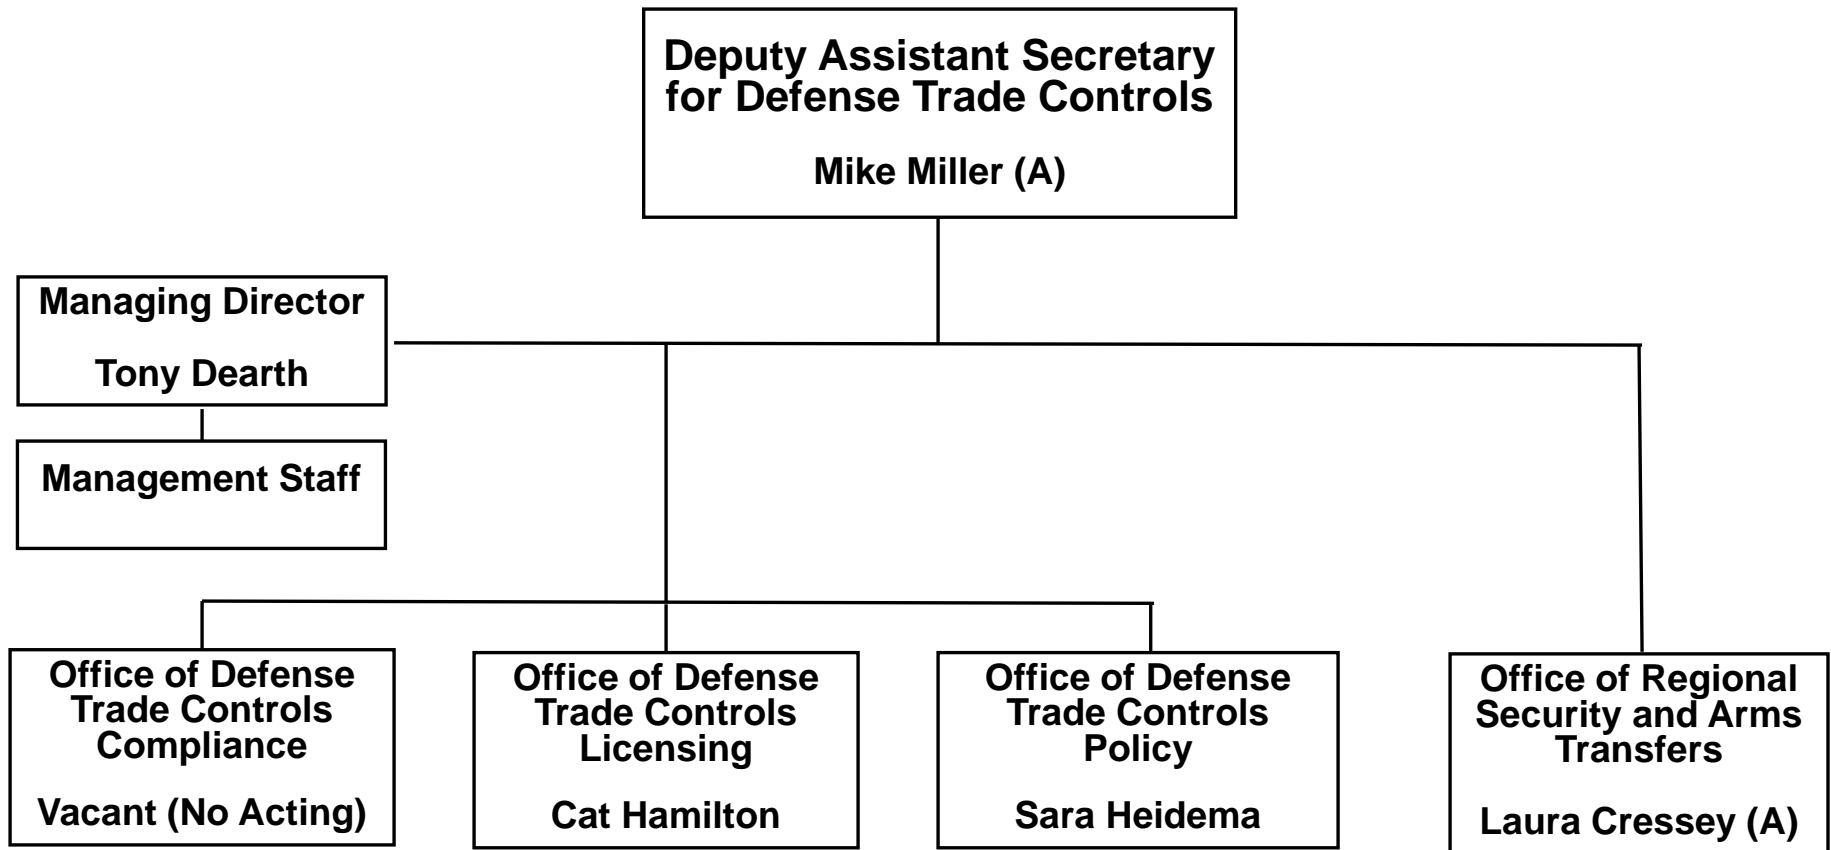 Deputy Assistant Secretary
for Defense Trade Controls
Mike Miller (A)
Managing Director
Tony Dearth
Management Staff
Office of Defense
Trade Controls
Compliance
Vacant (No Acting)
Office of Defense
Trade Controls
Licensing
Cat Hamilton
Office of Defense
Trade Controls
Policy
Sara Heidema
Office of Regional
Security and Arms
Transfers
Laura Cressey (A)